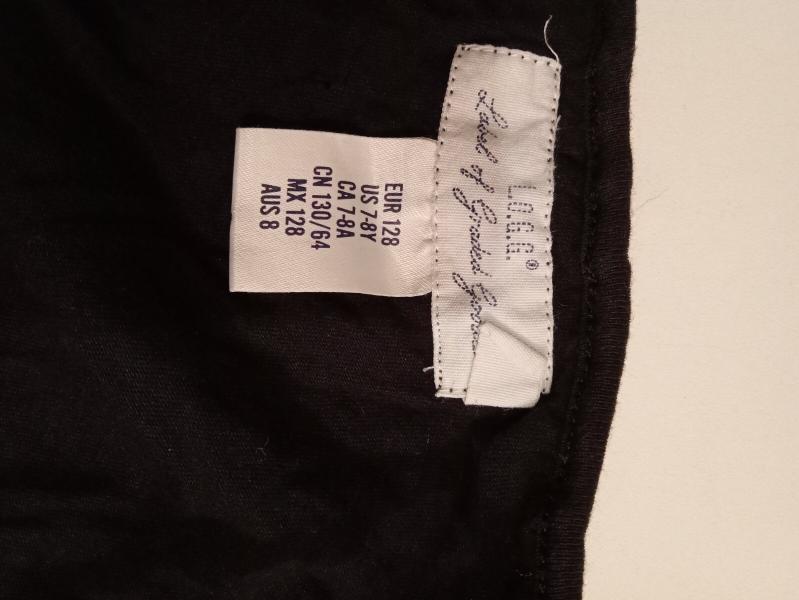 L.O.G.G.®
Label of Graded Goods
EUR 128
US 7-8Y
CA 7-8A
CN 130/64
MX 128
AUS 8